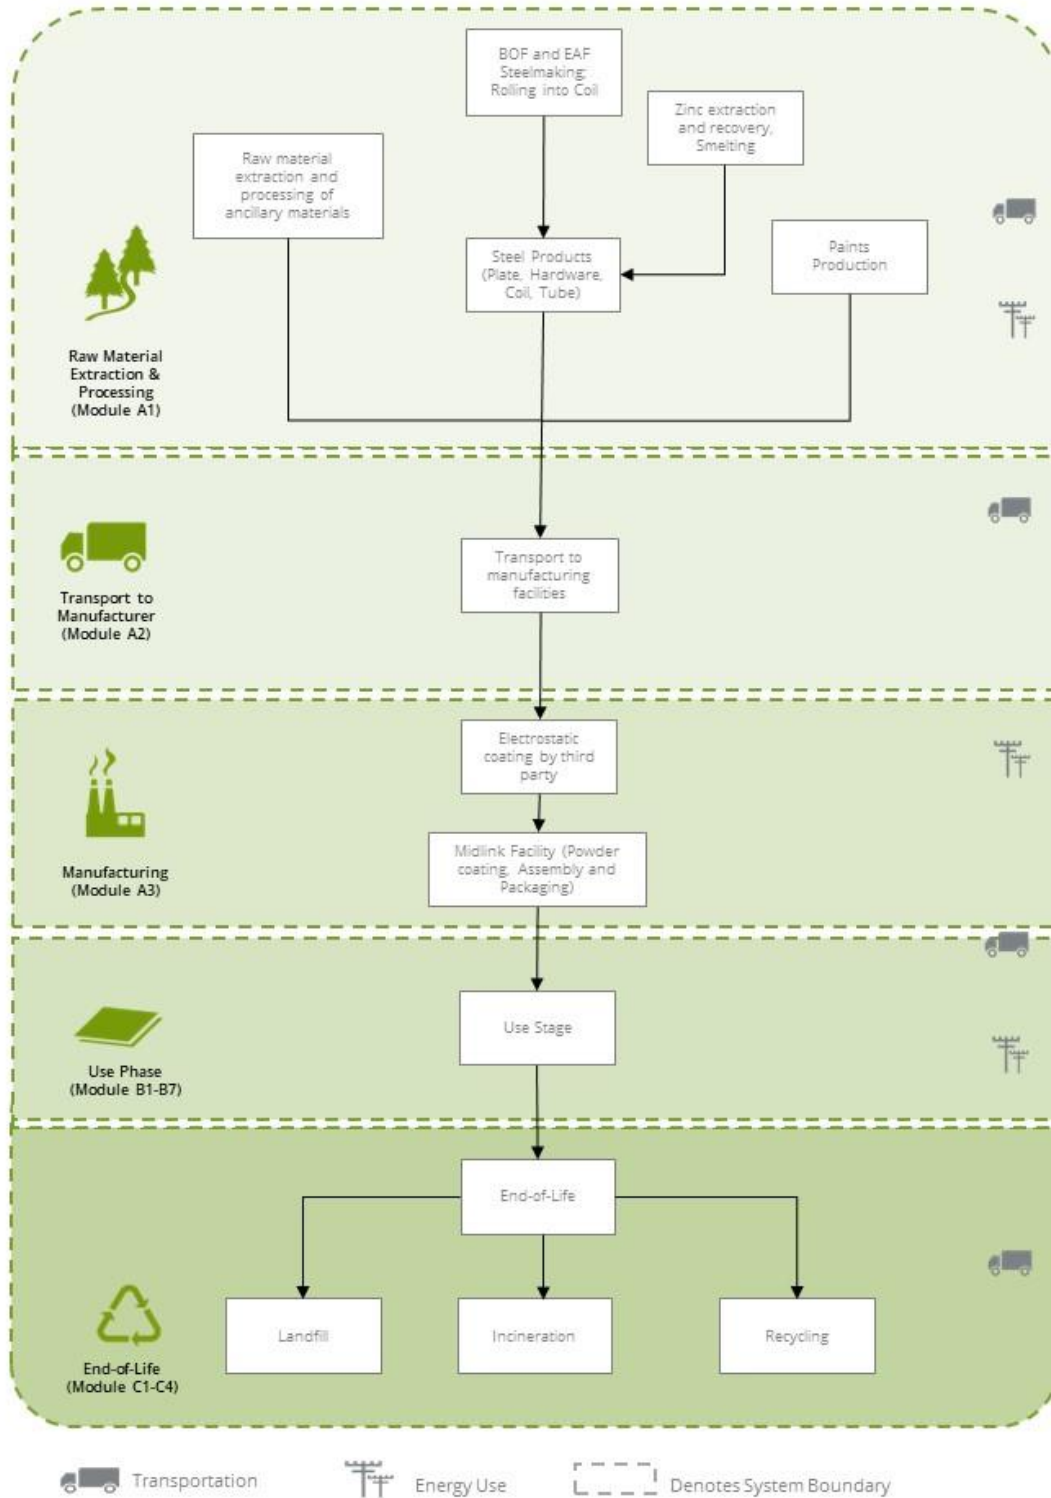 BOF and EAF
Steelmaking;
Rolling into Coil
Zinc extraction
and recovery,
Smelting
Raw material
extraction and
processing of
ancillary materials
Steel Products
(Plate, Hardware,
Coil, Tube)
Paints
Production
Raw Material
Extraction &
Processing
(Module A1)
Transport to
manufacturing
facilities
Transport to
Manufacturer
(Module A2)
Electrostatic
coating by third
party
Midlink Facility (Powder
coating, Assembly and
Packaging)
Manufacturing
(Module A3)
Use Stage
Use Phase
(Module B1-B7)
End-of-Life
Landfill
Incineration
Recycling
End-of-Life
(Module C1-C4)
Transportation
Energy Use
Denotes System Boundary